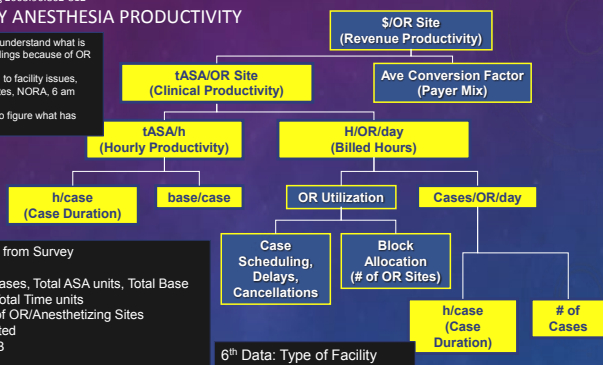 Y ANESTHESIA PRODUCTIVITY
understand what is
lings because of OR
to facility issues,
es, NORA, 6 am
o figure what has
$/OR Site
(Revenue Productivity)
tASA/OR Site
(Clinical Productivity)
Ave Conversion Factor
(Payer Mix)
tASA/h
(Hourly Productivity)
H/OR/day
(Billed Hours)
h/case
(Case Duration)
base/case
OR Utilization
Cases/OR/day
Case
Scheduling,
Delays,
Cancellations
Block
Allocation
(# of OR Sites)
h/case
(Case
Duration)
# of
Cases
from Survey
ases, Total ASA units, Total Base
otal Time units
of OR/Anesthetizing Sites
ted
3
6th Data: Type of Facility